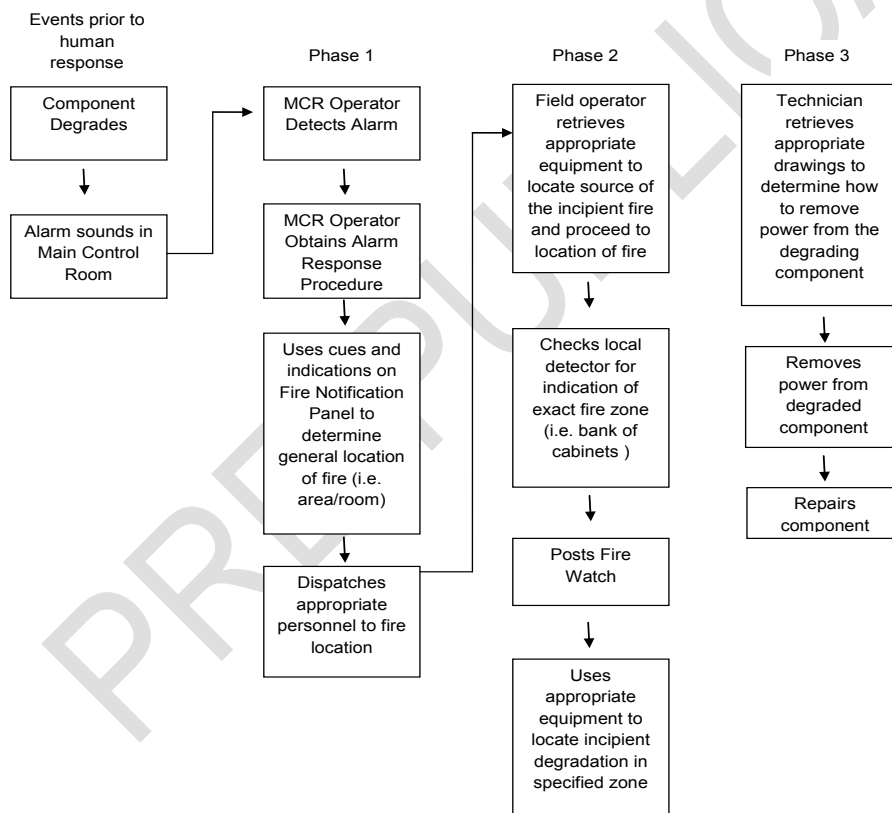 Events prior to
human
response
Component
Degrades
Alarm sounds in
Main Control
Room
Phase 1
MCR Operator
Detects Alarm
MCR Operator
Obtains Alarm
Response
Procedure
Uses cues and
indications on
Fire Notification
Panel to
determine
general location
of fire (i.e.
area/room)
Dispatches
appropriate
personnel to fire
location
Phase 2
Field operator
retrieves
appropriate
equipment to
locate source of
the incipient fire
and proceed to
location of fire
Checks local
detector for
indication of
exact fire zone
(i.e. bank of
cabinets )
Posts Fire
Watch
Uses
appropriate
equipment to
locate incipient
degradation in
specified zone
Phase 3
Technician
retrieves
appropriate
drawings to
determine how
to remove
power from the
degrading
component
Removes
power from
degraded
component
Repairs
component